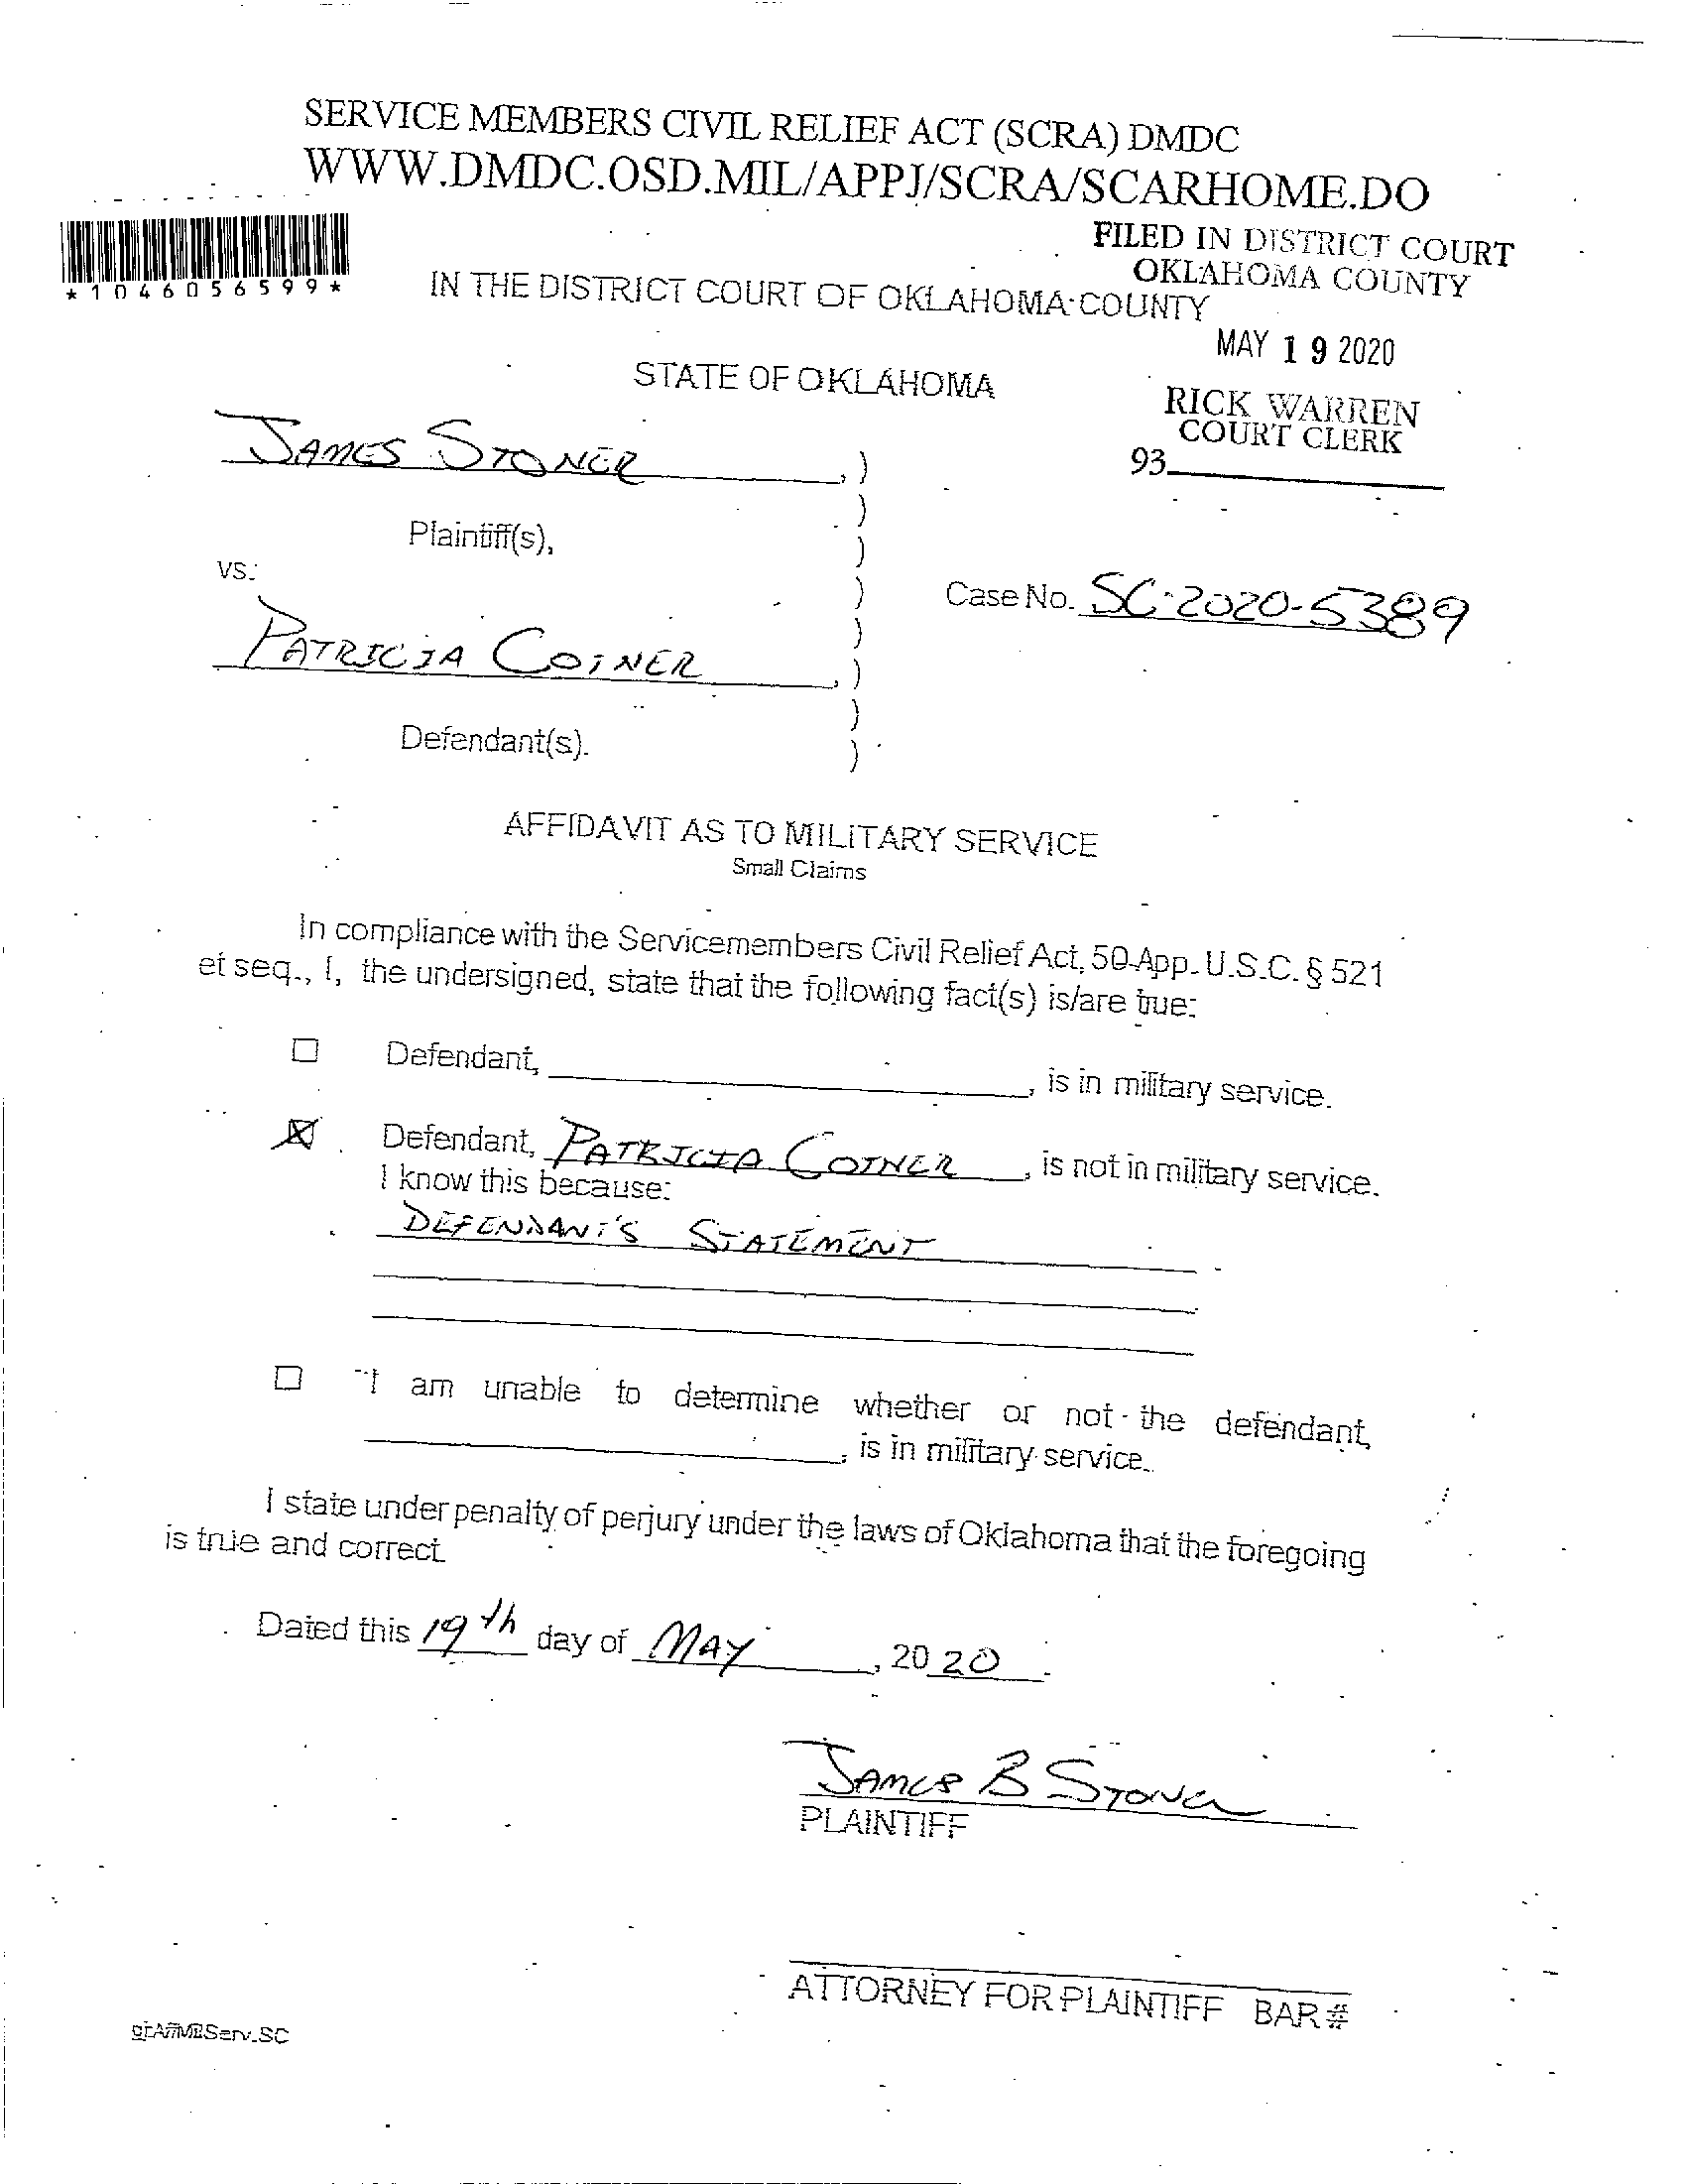 SERVICE MEMBERS CIVIL RELIEF ACT (SCRA) DMDC
WWW.DMDC.OSD.MIL/APPJ/SCRA/SCARHOME.DO
*1046056599*
FILED IN DISTRICT COURT
OKLAHOMA COUNTY
IN THE DISTRICT COURT OF OKLAHOMA COUNTY
MAY 19 2020
STATE OF OKLAHOMA
RICK WARREN
COURT CLERK
93
JAMES STONER, )
Plaintiff(s),
vs.
Case No. SC-2020-5389
PATRICIA COINER, )
Defendant(s).
AFFIDAVIT AS TO MILITARY SERVICE
Small Claims
In compliance with the Servicemembers Civil Relief Act, 50 App. U.S.C. § 521
et seq., I, the undersigned, state that the following fact(s) is/are true:
☐ Defendant, , is in military service.
☒ Defendant, PATRICIA COINER, is not in military service.
I know this because:
DEFENDANT'S STATEMENT
☐ I am unable to determine whether or not the defendant,
, is in military service.
I state under penalty of perjury under the laws of Oklahoma that the foregoing
is true and correct.
Dated this 19th day of MAY, 2020.
JAMES B STONER
PLAINTIFF
ATTORNEY FOR PLAINTIFF BAR #